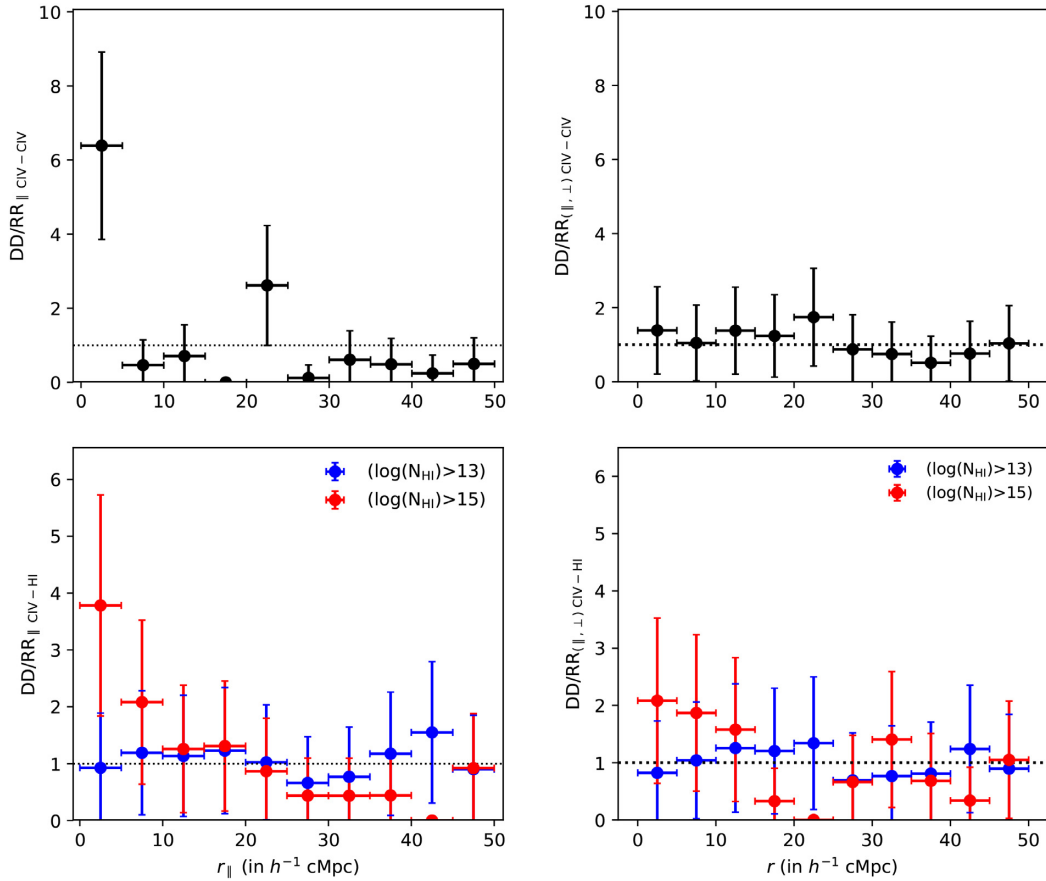 10
8
6
4
2
0
DD/RR∥ CIV−CIV
0 10 20 30 40 50
10
8
6
4
2
0
DD/RR(∥,⊥) CIV−CIV
0 10 20 30 40 50
6
5
4
3
2
1
0
DD/RR∥ CIV−HI
(log(NHI)>13)
(log(NHI)>15)
0 10 20 30 40 50
r∥ (in h⁻¹ cMpc)
6
5
4
3
2
1
0
DD/RR(∥,⊥) CIV−HI
(log(NHI)>13)
(log(NHI)>15)
0 10 20 30 40 50
r (in h⁻¹ cMpc)